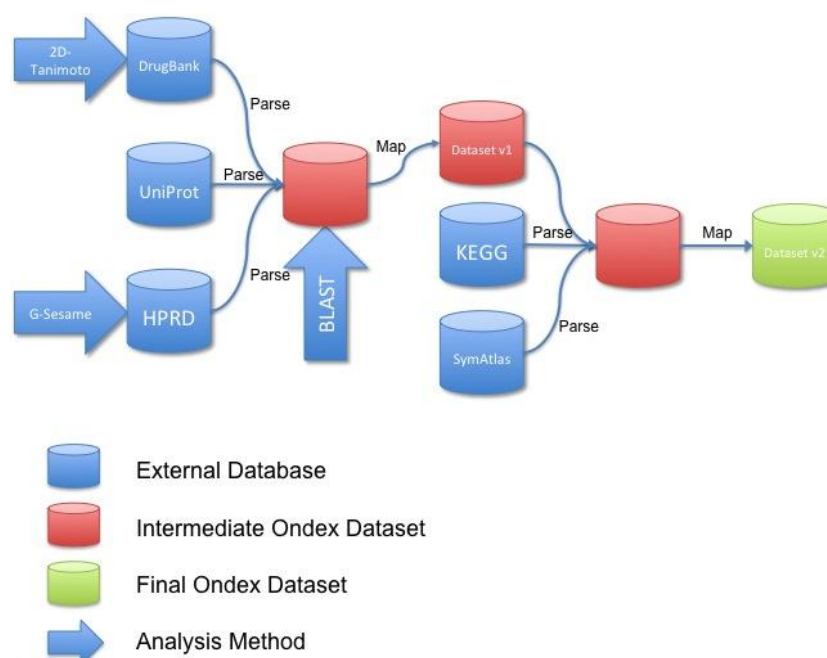 2D-
Tanimoto
DrugBank
Parse
UniProt
Parse
Parse
G-Sesame
HPRD
BLAST
Map
Dataset v1
KEGG
Parse
SymAtlas
Parse
Map
Dataset v2
External Database
Intermediate Ondex Dataset
Final Ondex Dataset
Analysis Method